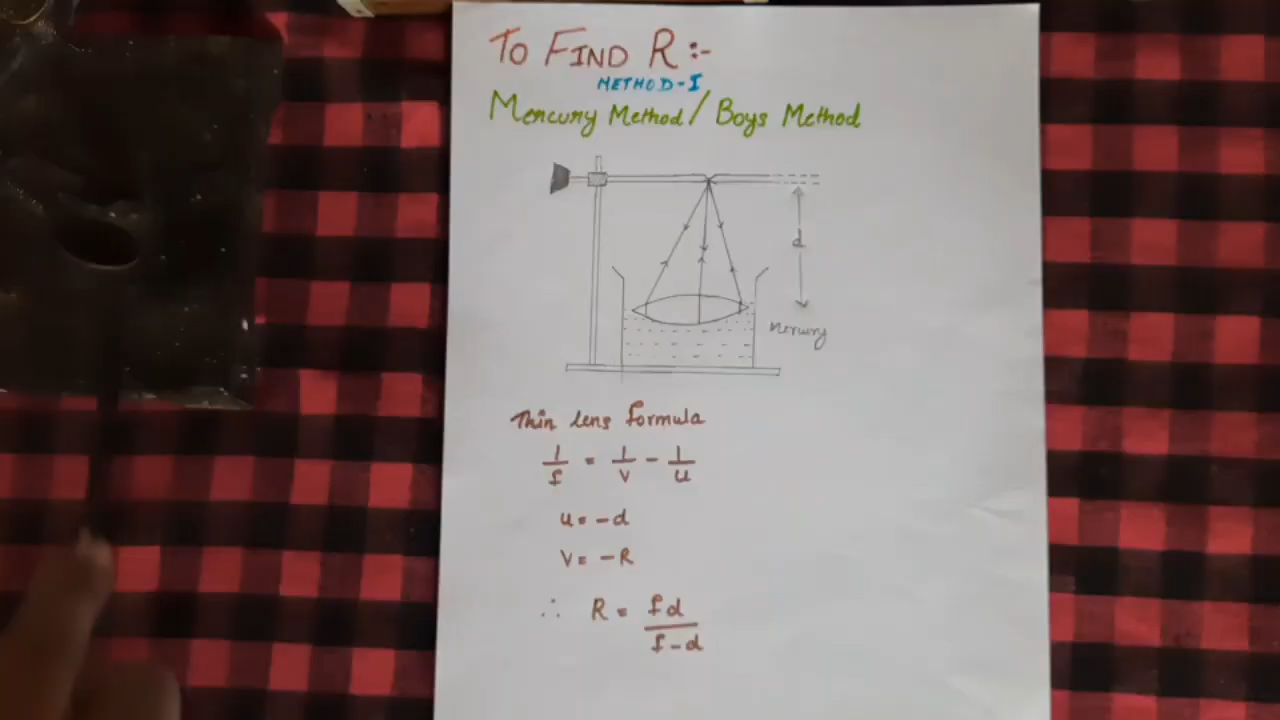 TO FIND R :-
METHOD-I
Mercury Method / Boys Method
d
Mercury
Thin lens formula
1/f = 1/v - 1/u
u = -d
v = -R
∴ R = fd/f-d